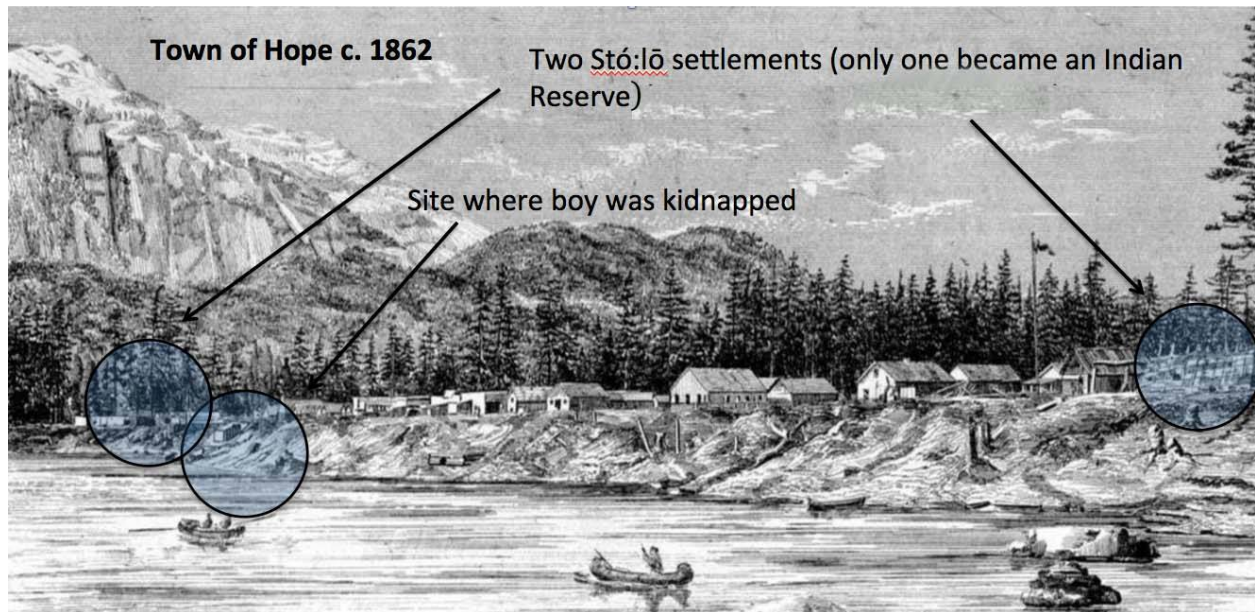 Town of Hope c. 1862
Two Stó:lō settlements (only one became an Indian
Reserve)
Site where boy was kidnapped